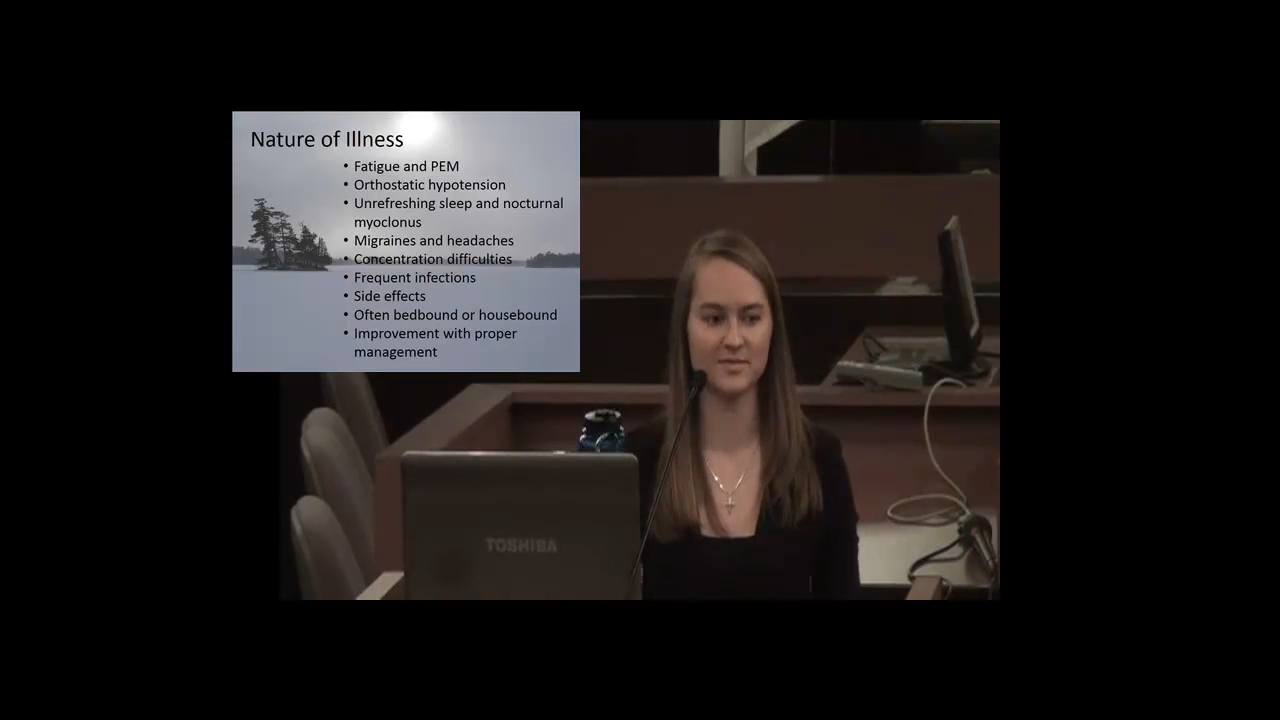 Nature of Illness
• Fatigue and PEM
• Orthostatic hypotension
• Unrefreshing sleep and nocturnal
myoclonus
• Migraines and headaches
• Concentration difficulties
• Frequent infections
• Side effects
• Often bedbound or housebound
• Improvement with proper
management
TOSHIBA